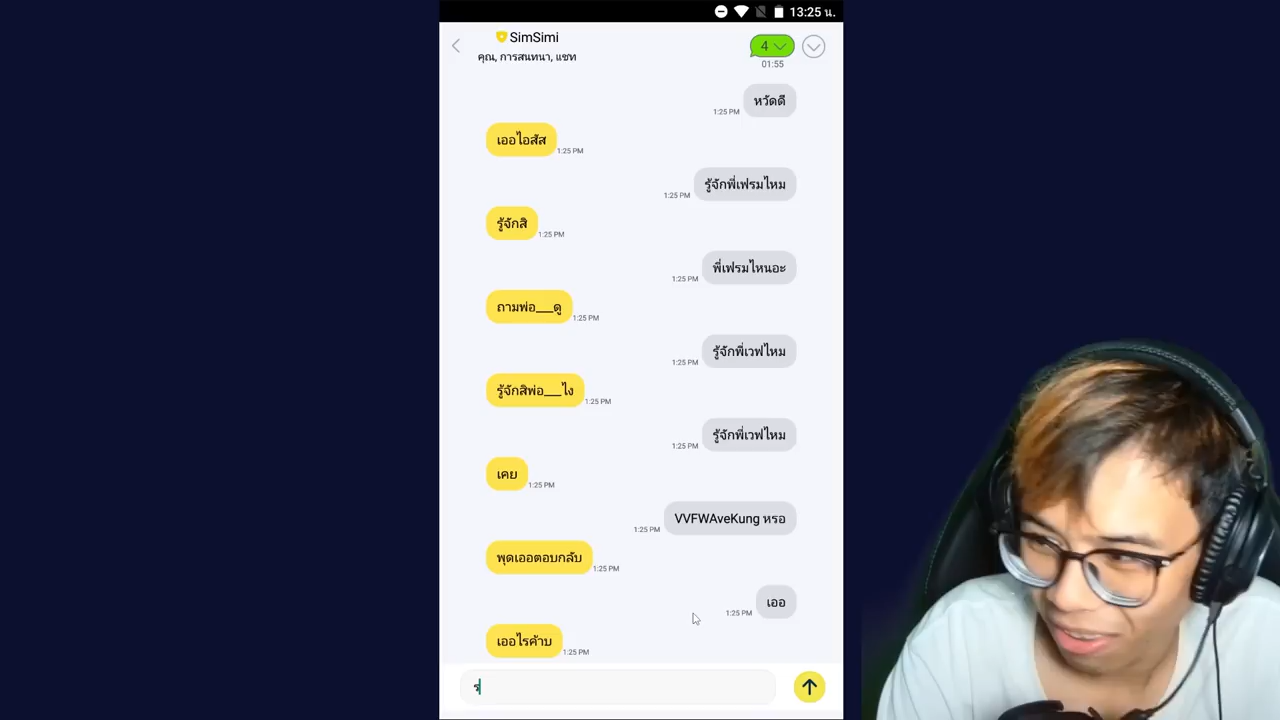 13:25 น.
SimSimi
คุณ, การสนทนา, แชท
4
01:55
หวัดดี
1:25 PM
เออไอสัส
1:25 PM
รู้จักพี่เฟรมไหม
1:25 PM
รู้จักสิ
1:25 PM
พี่เฟรมไหนอะ
1:25 PM
ถามพ่อ___ดู
1:25 PM
รู้จักพี่เวฟไหม
1:25 PM
รู้จักสิพ่อ___ไง
1:25 PM
รู้จักพี่เวฟไหม
1:25 PM
เคย
1:25 PM
VVFWAveKung หรอ
1:25 PM
พุดเออตอบกลับ
1:25 PM
เออ
1:25 PM
เออไรค้าบ
1:25 PM
ร